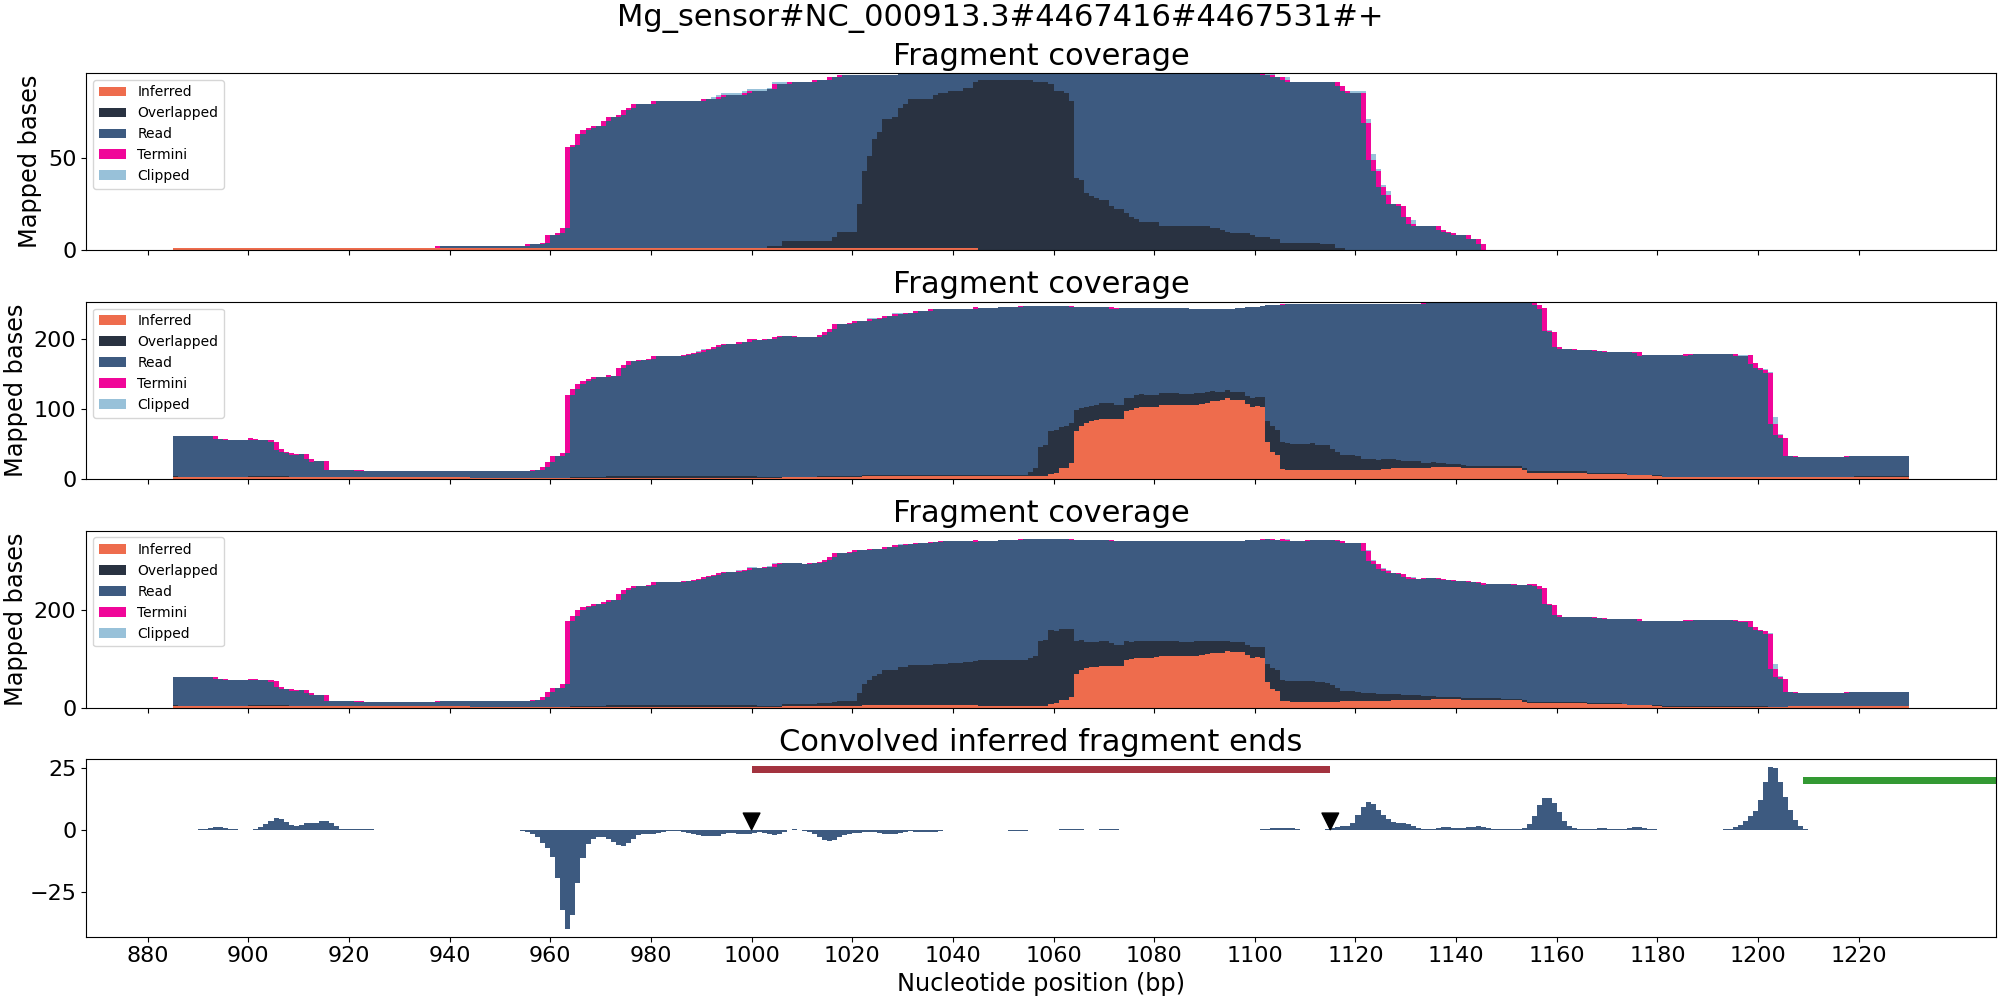 Mg_sensor#NC_000913.3#4467416#4467531#+
Fragment coverage
Mapped bases
50
0
Inferred
Overlapped
Read
Termini
Clipped
Fragment coverage
Mapped bases
200
100
0
Inferred
Overlapped
Read
Termini
Clipped
Fragment coverage
Mapped bases
200
0
Inferred
Overlapped
Read
Termini
Clipped
Convolved inferred fragment ends
25
0
−25
880 900 920 940 960 980 1000 1020 1040 1060 1080 1100 1120 1140 1160 1180 1200 1220
Nucleotide position (bp)